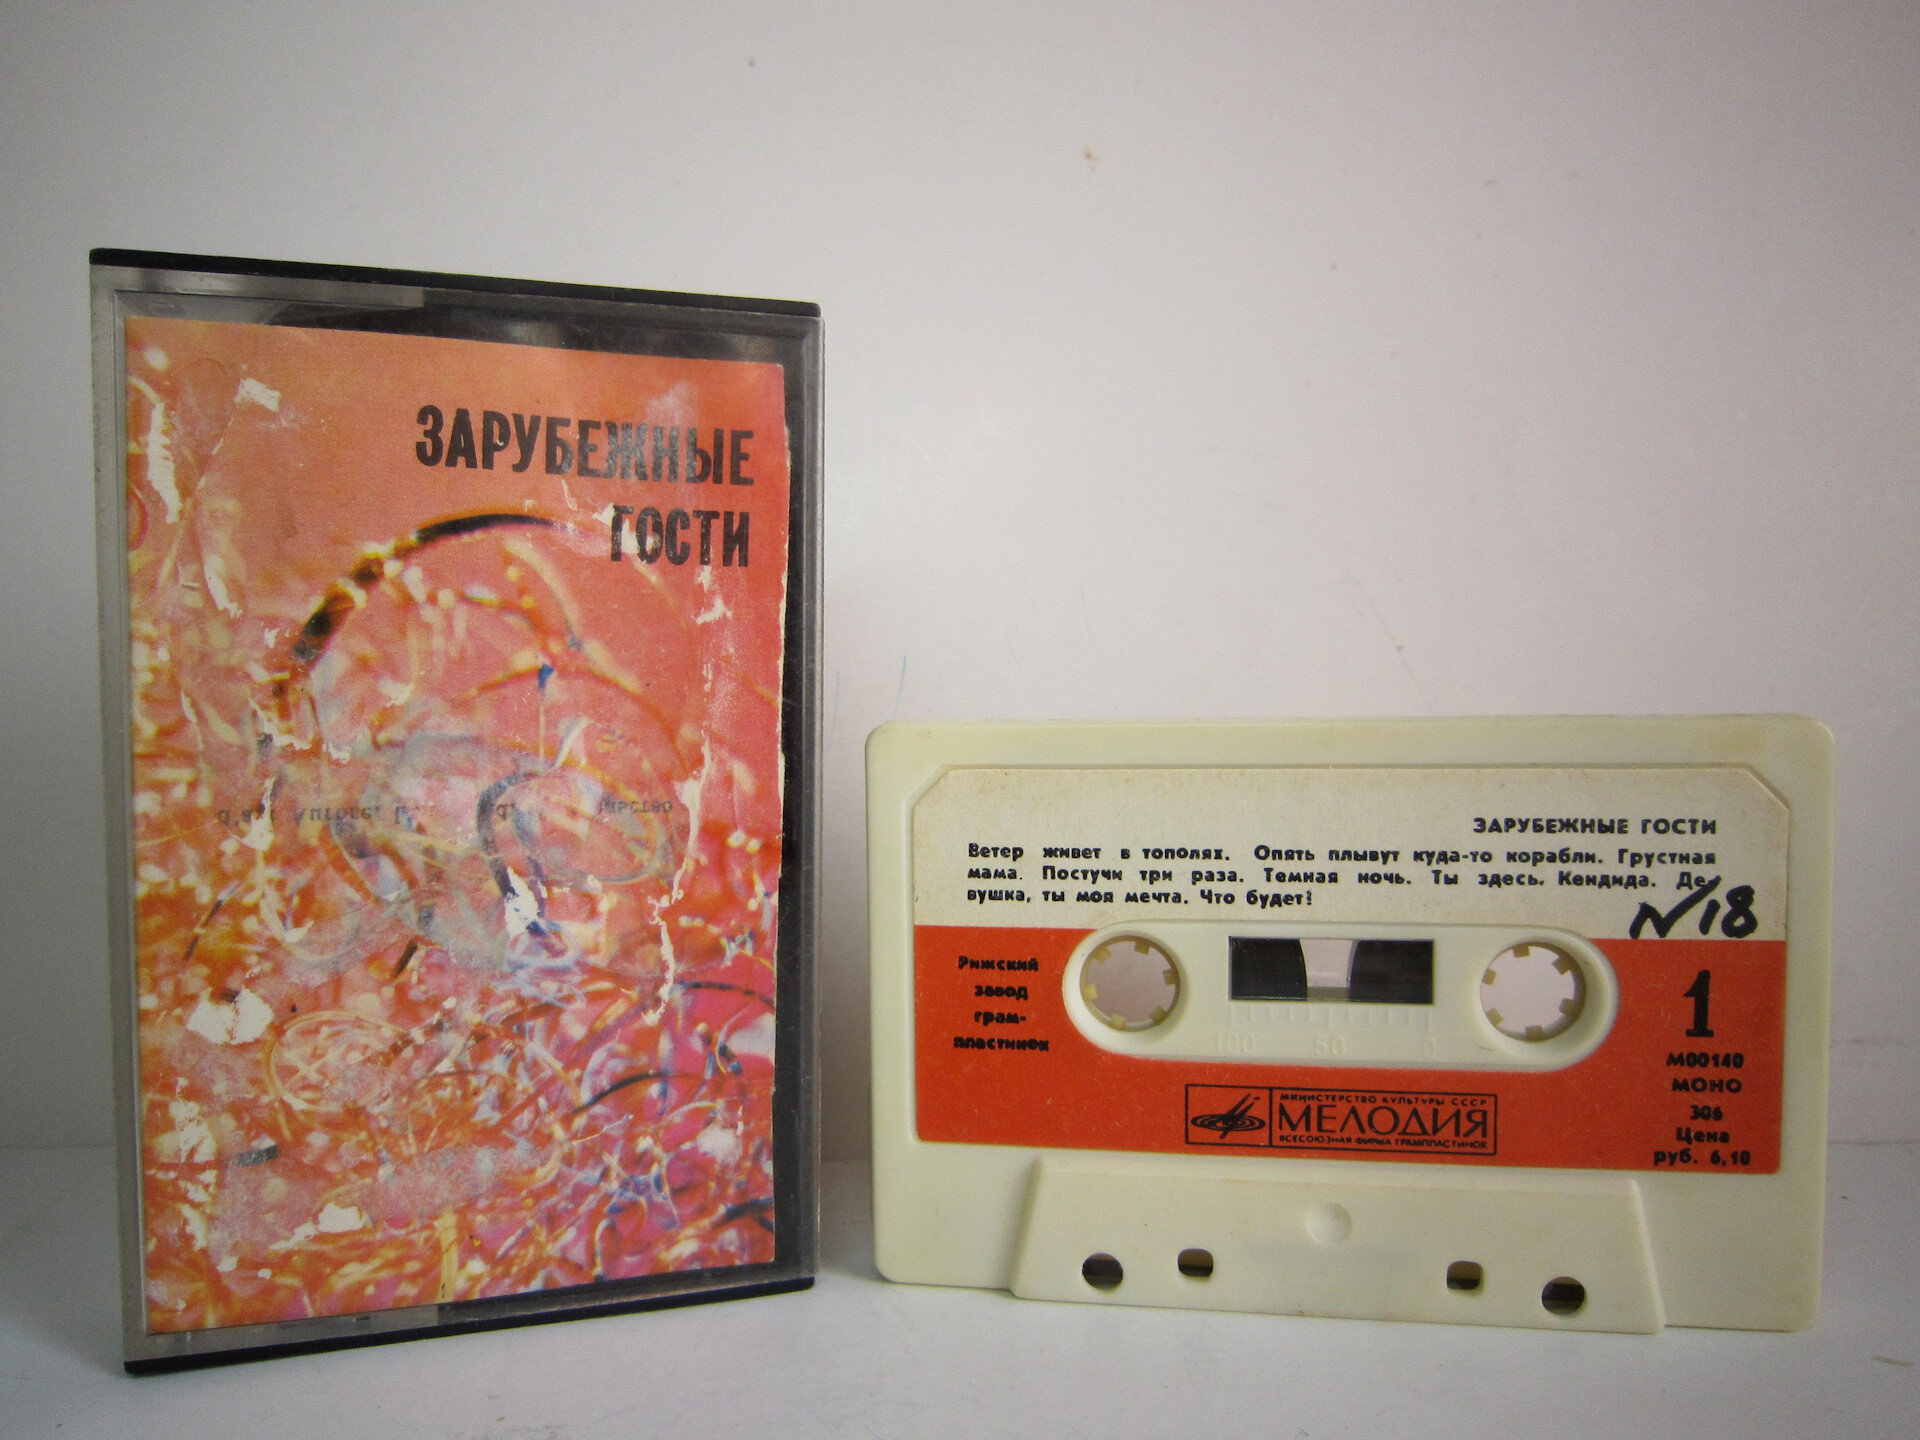 ЗАРУБЕЖНЫЕ
ГОСТИ
ЗАРУБЕЖНЫЕ ГОСТИ
Ветер живет в тополях. Опять плывут куда-то корабли. Грустная
мама. Постучи три раза. Темная ночь. Ты здесь. Кендида. Де-
вушка, ты моя мечта. Что будет!
N18
Рижский
завод
грам-
пластинок
1
М00140
МОНО
306
Цена
руб. 6,10
100 50 0
МИНИСТЕРСТВО КУЛЬТУРЫ СССР
МЕЛОДИЯ
ВСЕСОЮЗНАЯ ФИРМА ГРАМПЛАСТИНОК